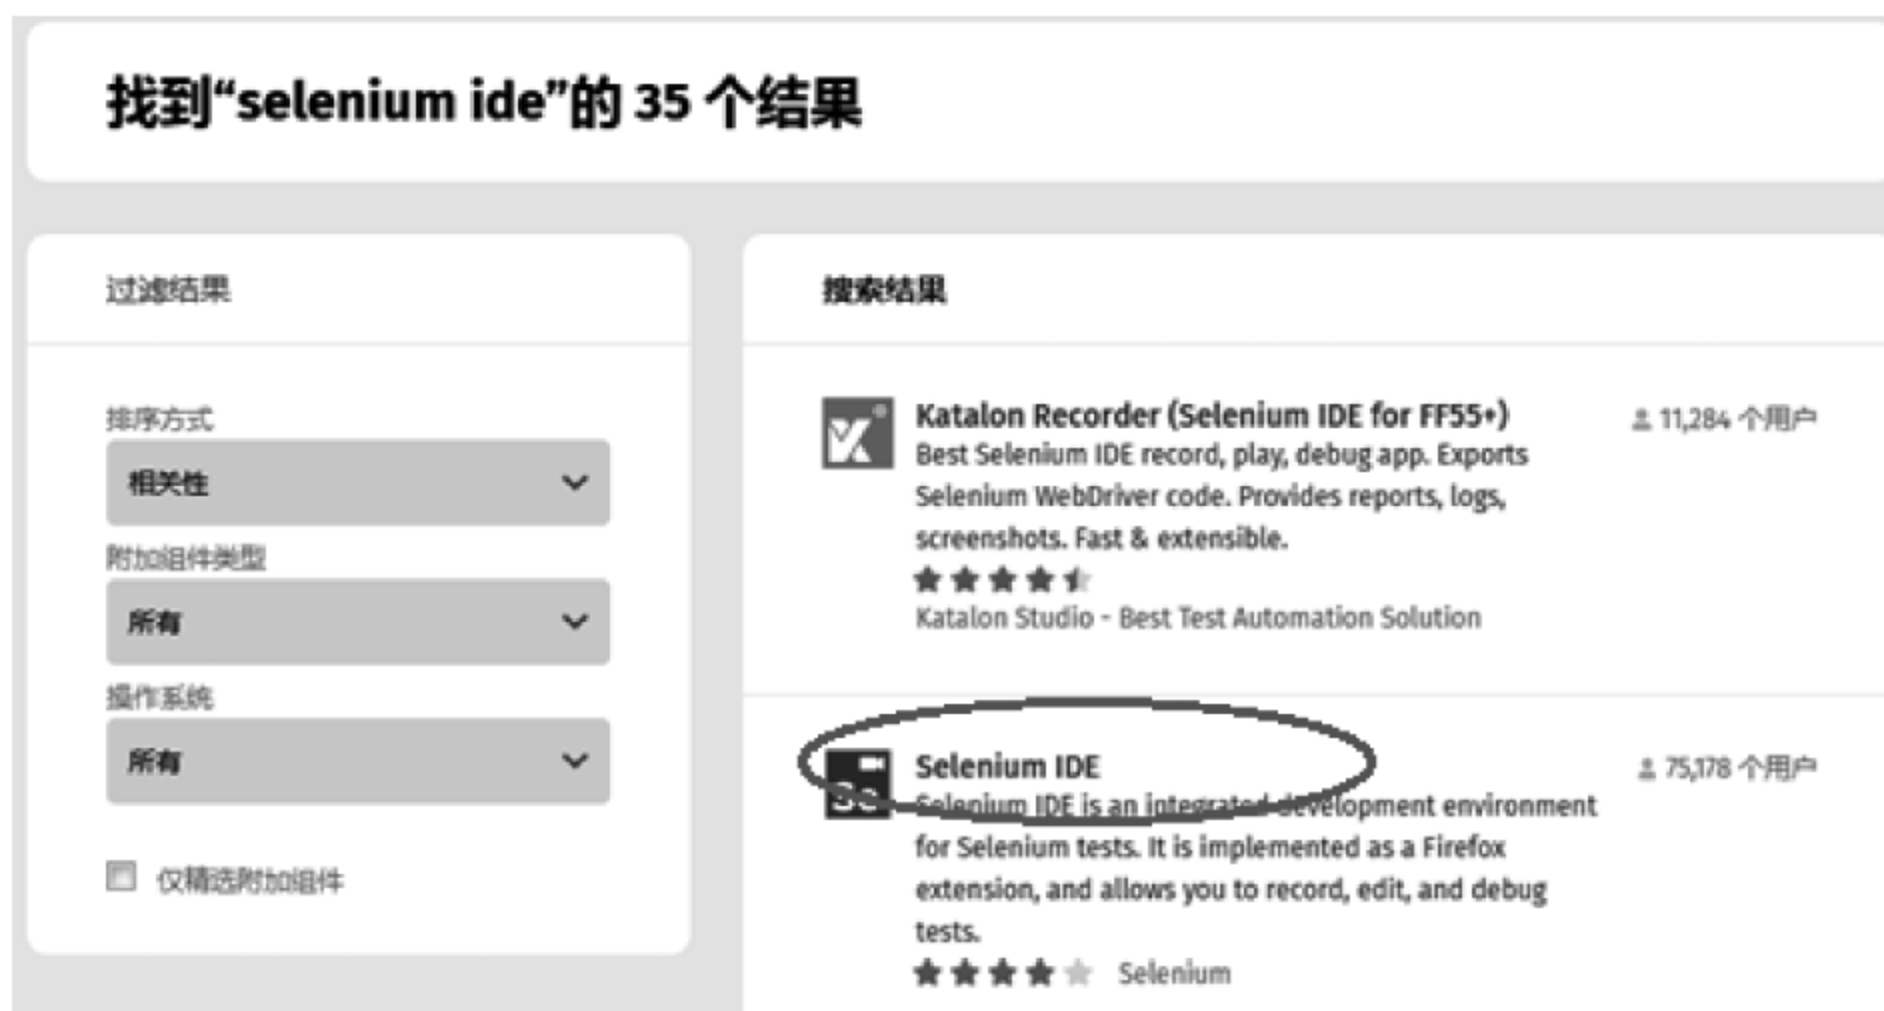 找到“selenium ide”的 35 个结果
过滤结果
排序方式
相关性
附加组件类型
所有
操作系统
所有
仅精选附加组件
搜索结果
Katalon Recorder (Selenium IDE for FF55+)
11,284 个用户
Best Selenium IDE record, play, debug app. Exports
Selenium WebDriver code. Provides reports, logs,
screenshots. Fast & extensible.
Katalon Studio - Best Test Automation Solution
Se
Selenium IDE
75,178 个用户
Selenium IDE is an integrated development environment
for Selenium tests. It is implemented as a Firefox
extension, and allows you to record, edit, and debug
tests.
Selenium